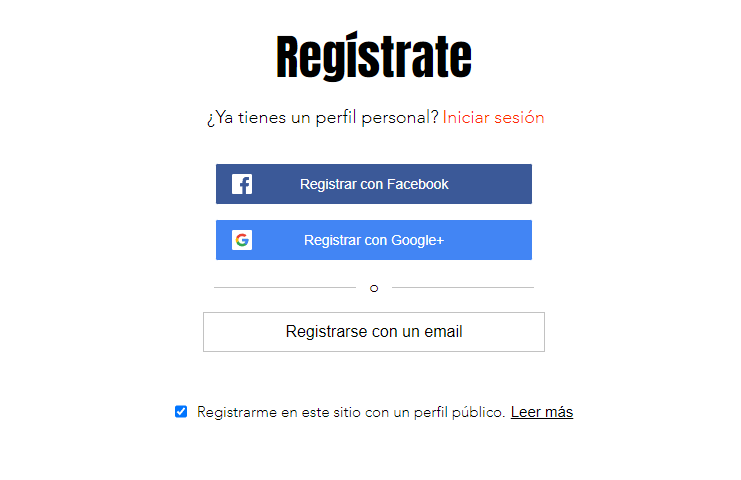 Regístrate
¿Ya tienes un perfil personal? Iniciar sesión
Registrar con Facebook
Registrar con Google+
o
Registrarse con un email
Registrarme en este sitio con un perfil público. Leer más